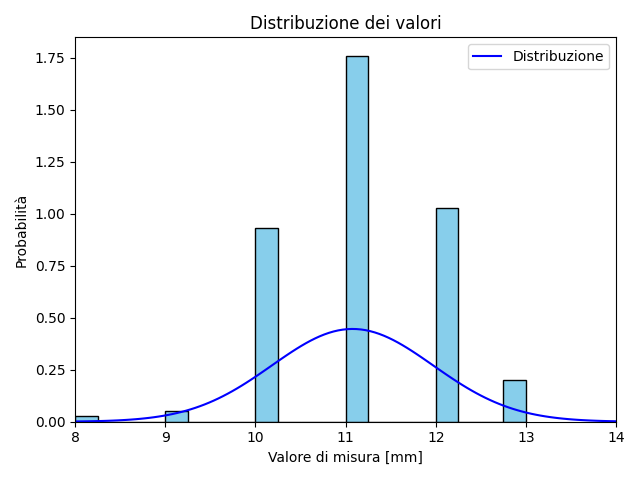 Distribuzione dei valori
Distribuzione
1.75
1.50
1.25
1.00
0.75
0.50
0.25
0.00
Probabilità
8 9 10 11 12 13 14
Valore di misura [mm]